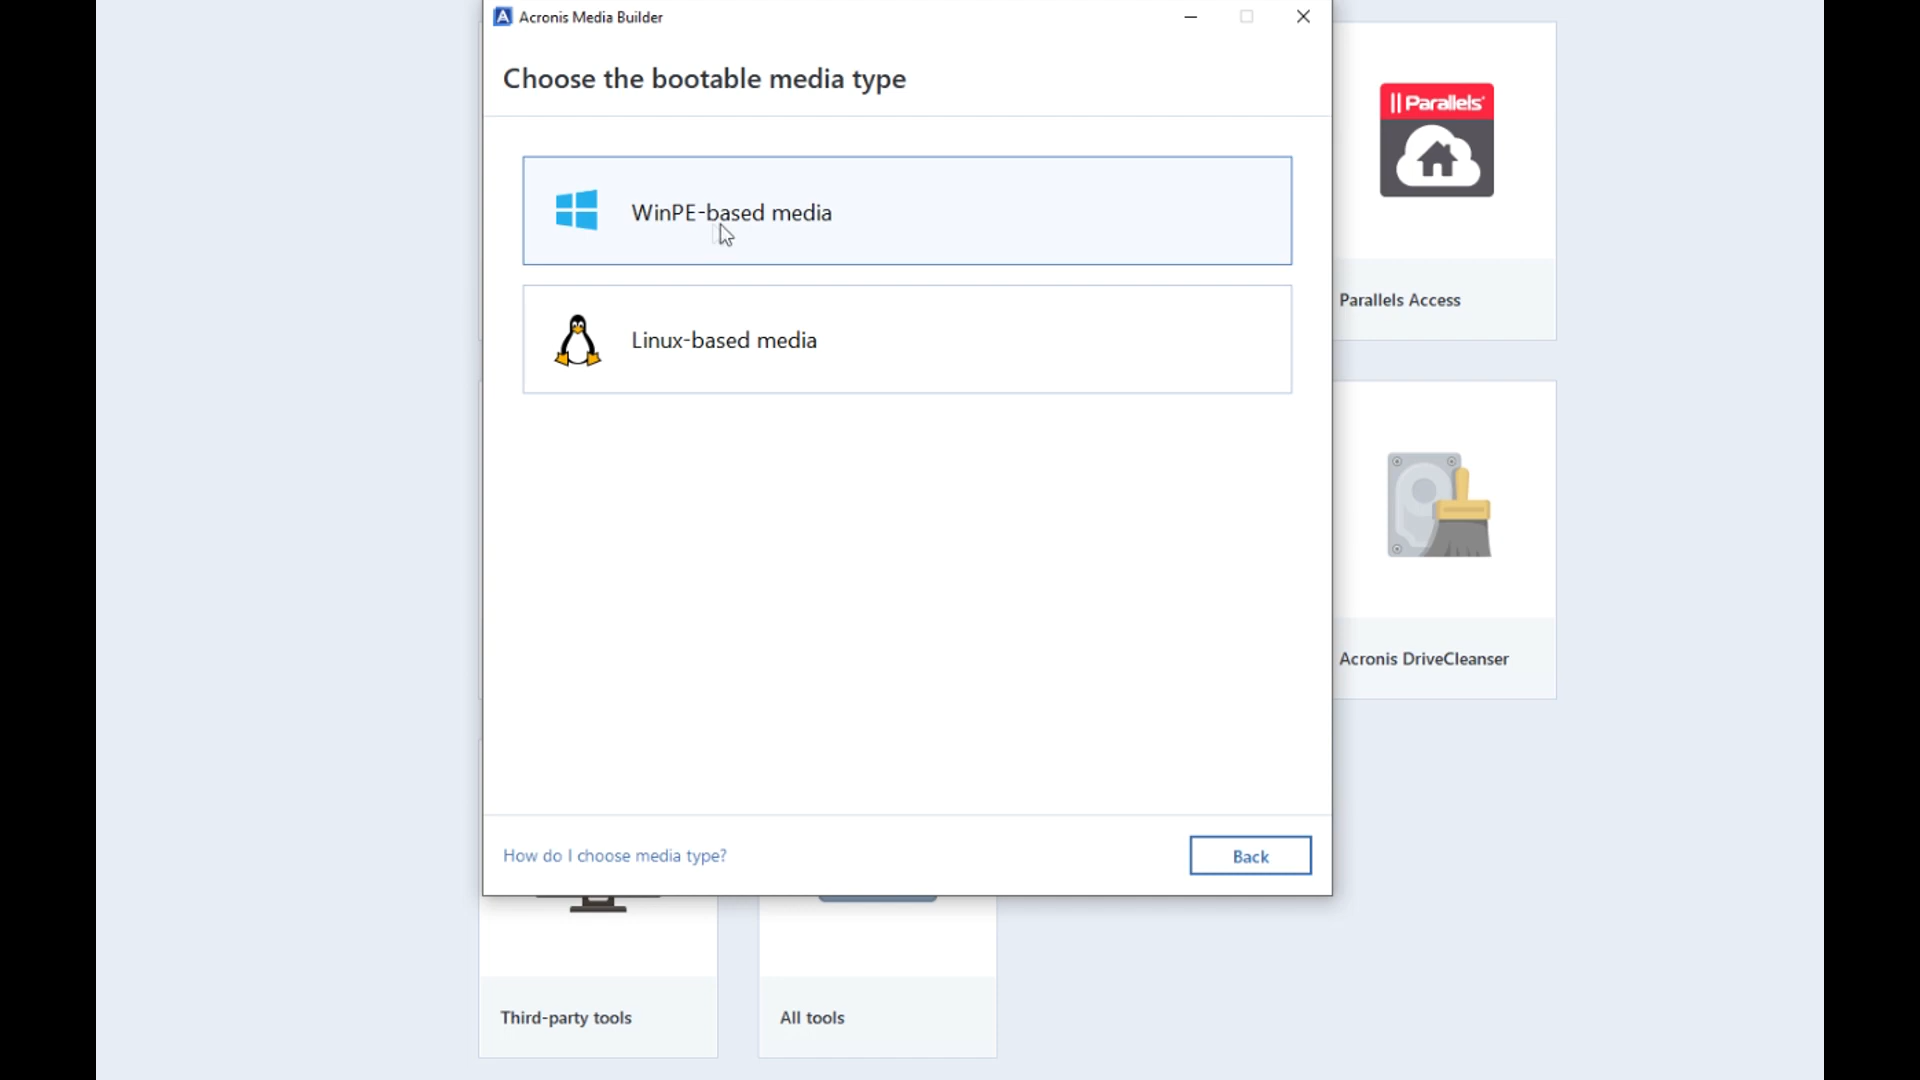 Acronis Media Builder
Choose the bootable media type
WinPE-based media
Linux-based media
How do I choose media type?
Back
Parallels
Parallels Access
Acronis DriveCleanser
Third-party tools
All tools